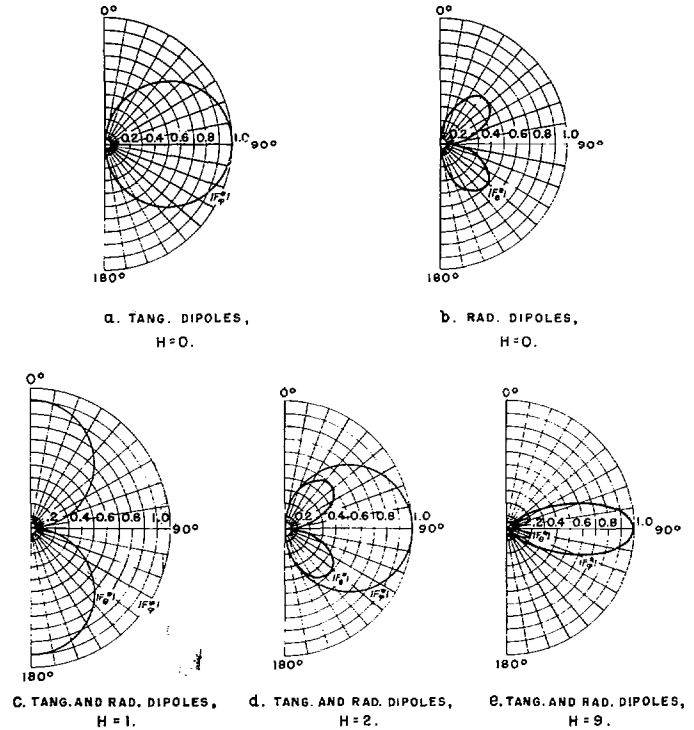 0°
0°
0.2 0.4 0.6 0.8 1.0
90°
0.2 0.4 0.6 0.8 1.0
90°
180°
180°
a. TANG. DIPOLES,
H=0.
b. RAD. DIPOLES,
H=0.
0°
0°
0°
.2 0.4 0.6 0.8 1.0
90°
0.2 0.4 0.6 0.8 1.0
90°
0.2 0.4 0.6 0.8 1.0
90°
180°
180°
180°
C. TANG. AND RAD. DIPOLES,
H=1.
d. TANG. AND RAD. DIPOLES,
H=2.
e. TANG. AND RAD. DIPOLES,
H=9.